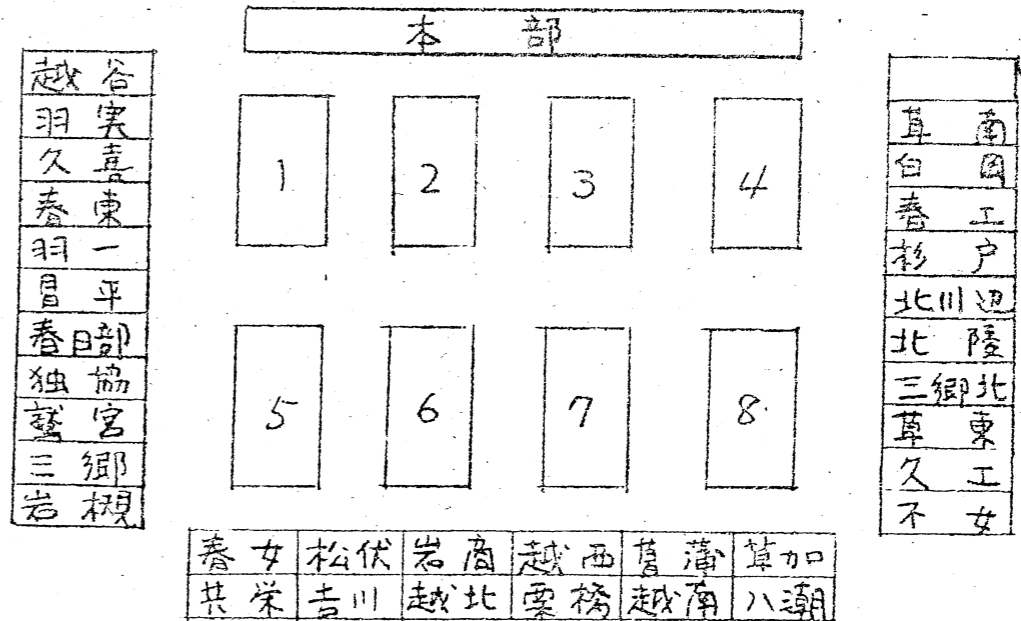 本部
越谷
羽実
久喜
春東
羽一
昌平
春日部
独協
鷲宮
三郷
岩槻
1 2 3 4
5 6 7 8
草南
白岡
春工
杉戸
北川辺
北陵
三郷北
草東
久工
不女
春女 松伏 岩商 越西 菖蒲 草加
共栄 吉川 越北 栗橋 越南 八潮